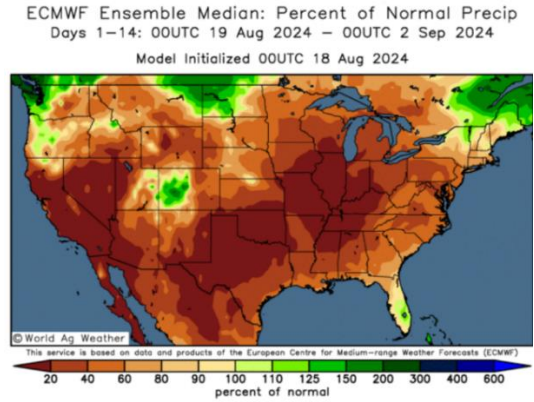 ECMWF Ensemble Median: Percent of Normal Precip
Days 1–14: 00UTC 19 Aug 2024 – 00UTC 2 Sep 2024
Model Initialized 00UTC 18 Aug 2024
© World Ag Weather
This service is based on data and products of the European Centre for Medium-range Weather Forecasts (ECMWF)
20 40 60 80 90 100 110 125 150 200 300 400 600
percent of normal